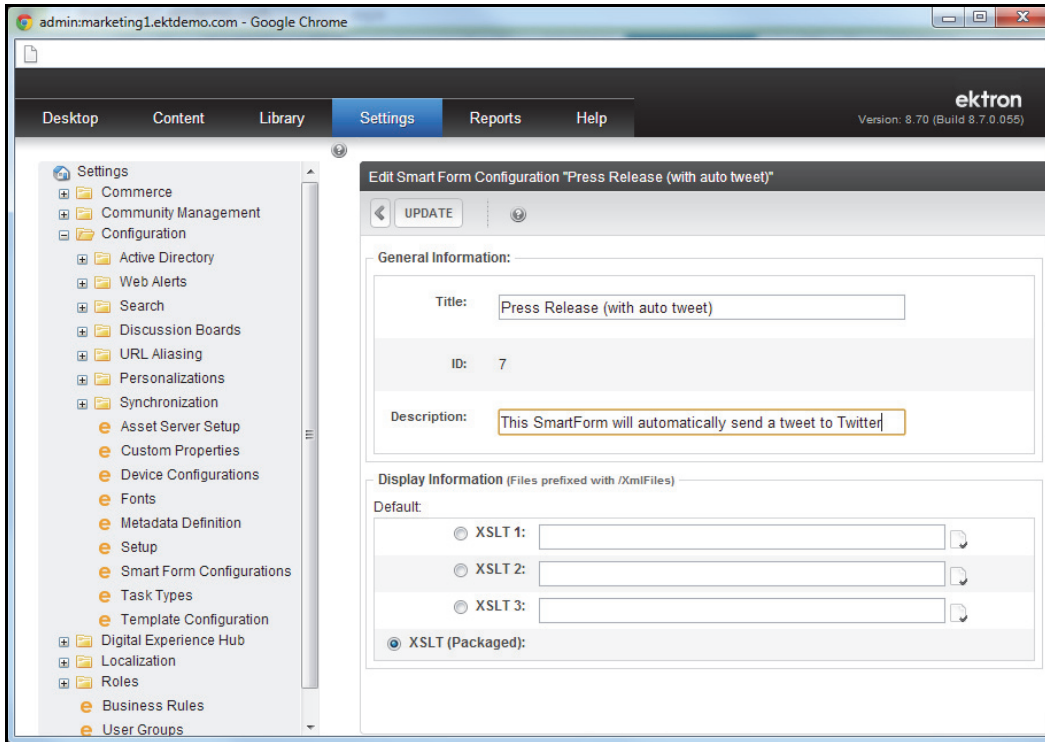 admin:marketing1.ektdemo.com - Google Chrome
ektron
Desktop Content Library Settings Reports Help
Version: 8.70 (Build 8.7.0.055)
Settings
Commerce
Community Management
Configuration
Active Directory
Web Alerts
Search
Discussion Boards
URL Aliasing
Personalizations
Synchronization
Asset Server Setup
Custom Properties
Device Configurations
Fonts
Metadata Definition
Setup
Smart Form Configurations
Task Types
Template Configuration
Digital Experience Hub
Localization
Roles
Business Rules
User Groups
Edit Smart Form Configuration "Press Release (with auto tweet)"
UPDATE
General Information:
Title: Press Release (with auto tweet)
ID: 7
Description: This SmartForm will automatically send a tweet to Twitter
Display Information (Files prefixed with /XmlFiles)
Default:
XSLT 1:
XSLT 2:
XSLT 3:
XSLT (Packaged):